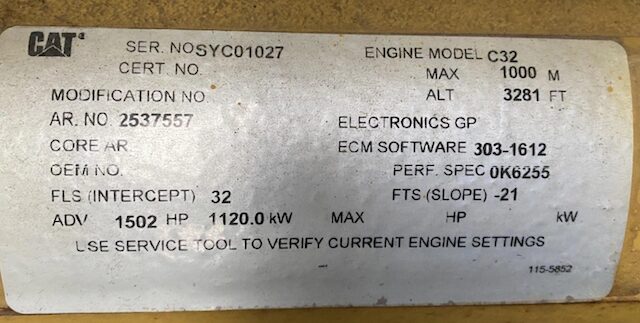 CAT SER. NO SYC01027 ENGINE MODEL C32
CERT. NO. MAX 1000 M
MODIFICATION NO ALT 3281 FT
AR. NO. 2537557 ELECTRONICS GP
CORE AR ECM SOFTWARE 303-1612
OEM NO. PERF. SPEC 0K6255
FLS (INTERCEPT) 32 FTS (SLOPE) -21
ADV 1502 HP 1120.0 kW MAX HP kW
USE SERVICE TOOL TO VERIFY CURRENT ENGINE SETTINGS
115-5852